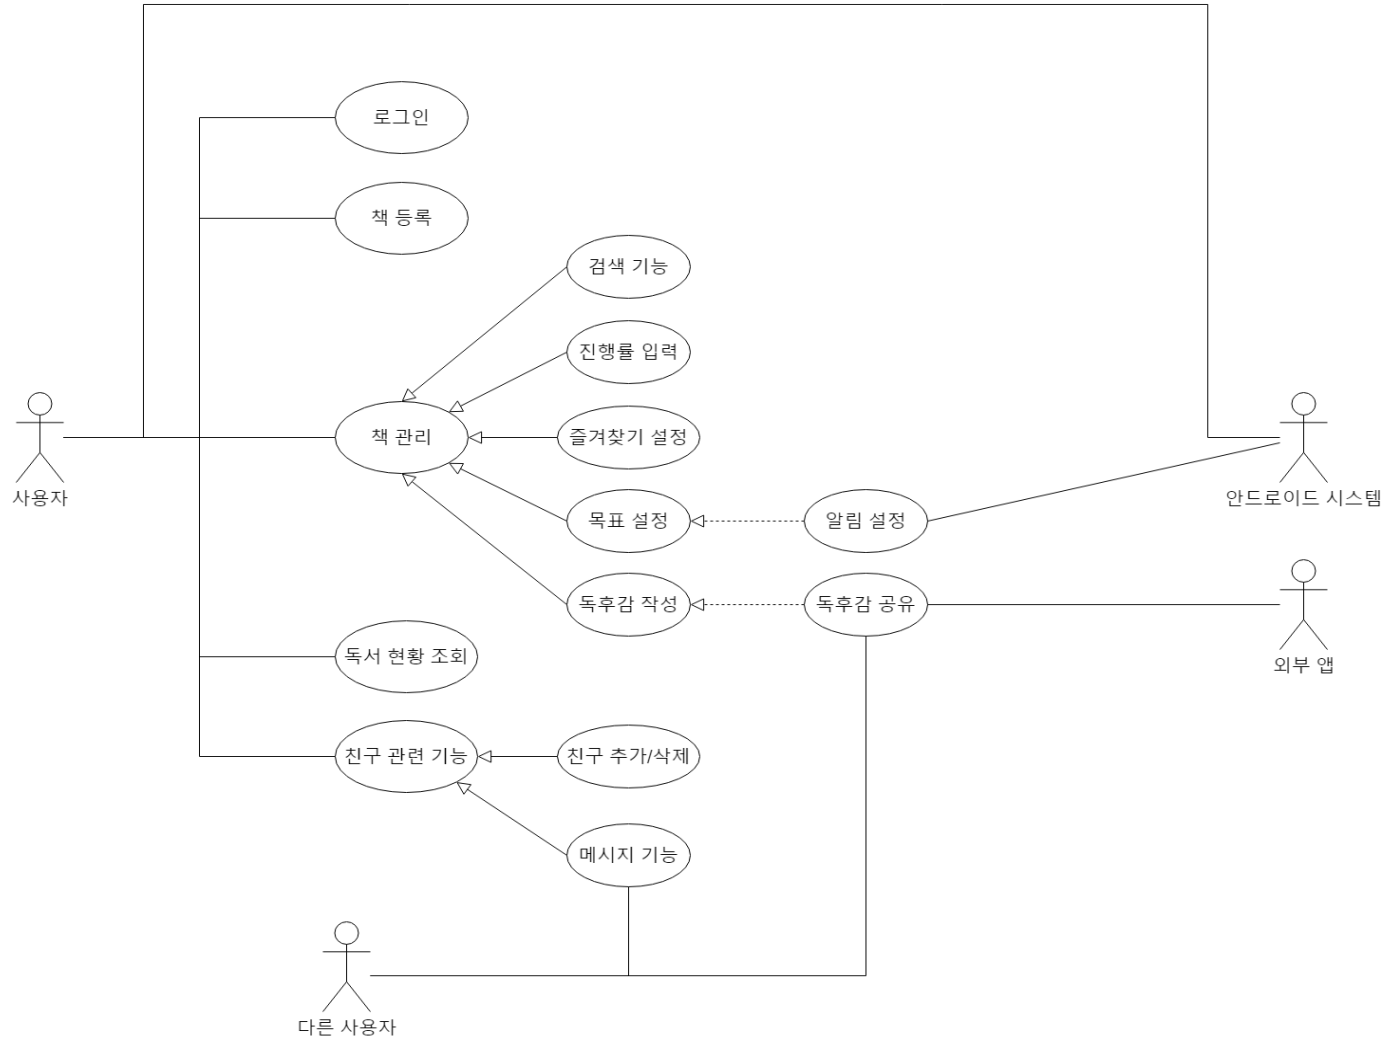 로그인
책 등록
검색 기능
진행률 입력
책 관리
즐겨찾기 설정
사용자
안드로이드 시스템
목표 설정
알림 설정
독후감 작성
독후감 공유
독서 현황 조회
외부 앱
친구 관련 기능
친구 추가/삭제
메시지 기능
다른 사용자